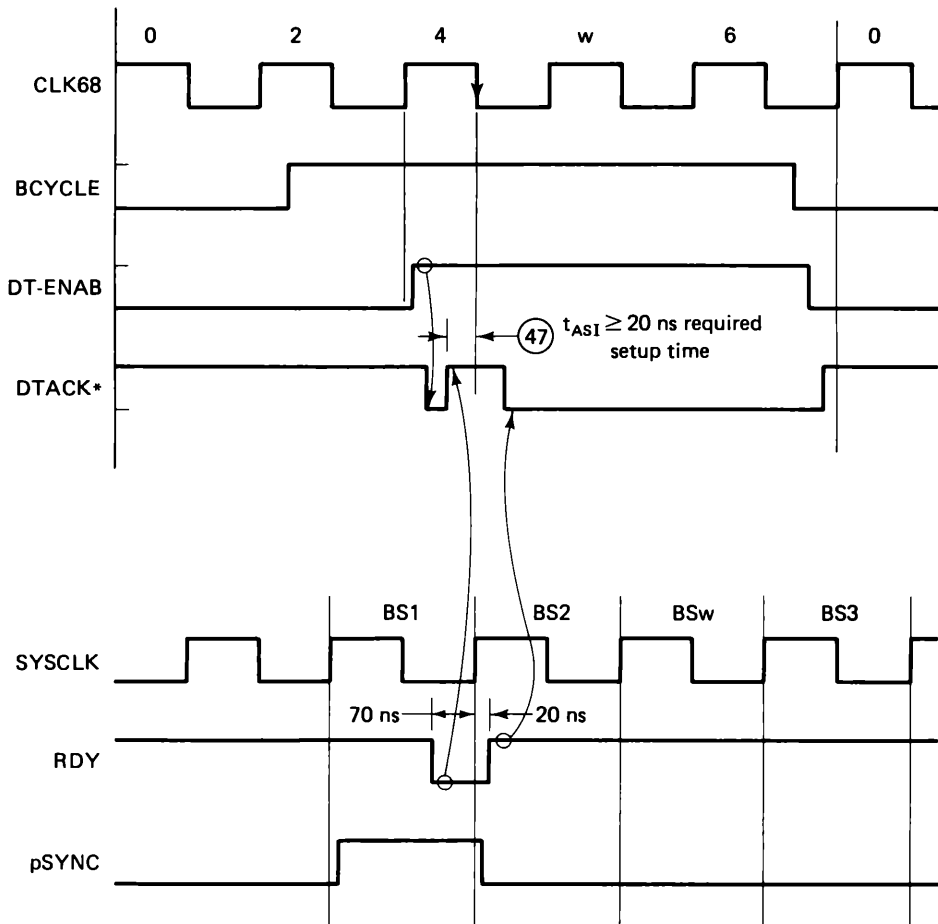 0 2 4 w 6 0
CLK68
BCYCLE
DT-ENAB
47 tASI ≥ 20 ns required
setup time
DTACK*
BS1 BS2 BSw BS3
SYSCLK
70 ns 20 ns
RDY
pSYNC